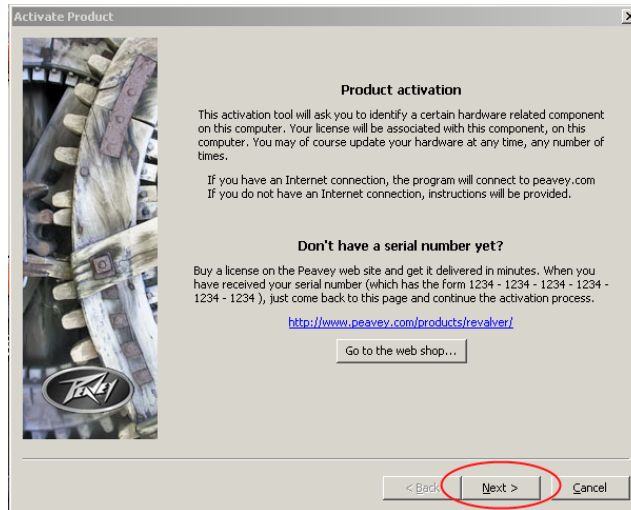 Activate Product
Product activation
This activation tool will ask you to identify a certain hardware related component
on this computer. Your license will be associated with this component, on this
computer. You may of course update your hardware at any time, any number of
times.
If you have an Internet connection, the program will connect to peavey.com
If you do not have an Internet connection, instructions will be provided.
Don't have a serial number yet?
Buy a license on the Peavey web site and get it delivered in minutes. When you
have received your serial number (which has the form 1234 - 1234 - 1234 - 1234 -
1234 - 1234 ), just come back to this page and continue the activation process.
http://www.peavey.com/products/revalver/
Go to the web shop...
PEAVEY
< Back
Next >
Cancel